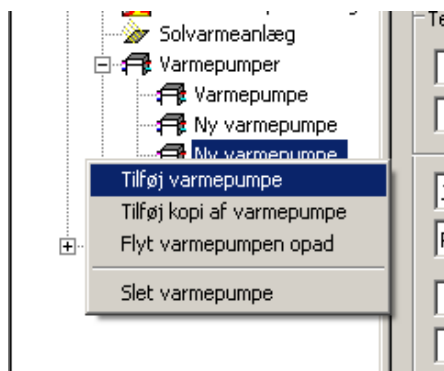 Solvarmeanlæg
Varmepumper
Varmepumpe
Ny varmepumpe
Ny varmepumpe
Tilføj varmepumpe
Tilføj kopi af varmepumpe
Flyt varmepumpen opad
Slet varmepumpe